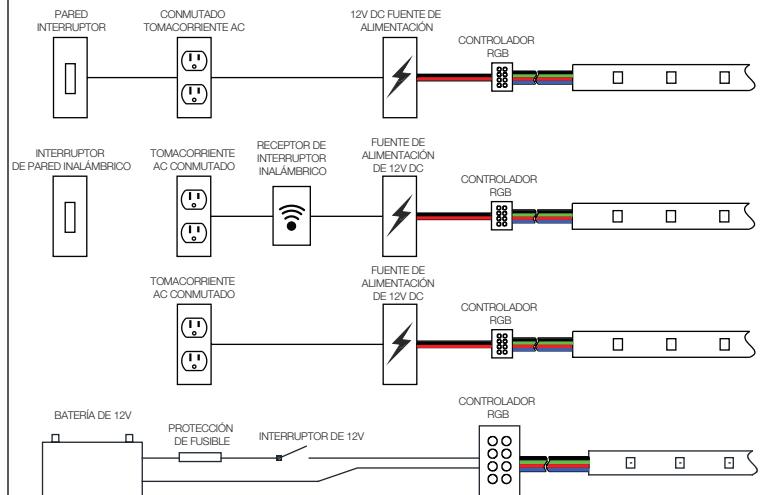 PARED
INTERRUPTOR
CONMUTADO
TOMACORRIENTE AC
12V DC FUENTE DE
ALIMENTACIÓN
CONTROLADOR
RGB
INTERRUPTOR
DE PARED INALÁMBRICO
TOMACORRIENTE
AC CONMUTADO
RECEPTOR DE
INTERRUPTOR
INALÁMBRICO
FUENTE DE
ALIMENTACIÓN
DE 12V DC
CONTROLADOR
RGB
TOMACORRIENTE
AC CONMUTADO
FUENTE DE
ALIMENTACIÓN
DE 12V DC
CONTROLADOR
RGB
BATERÍA DE 12V
PROTECCIÓN
DE FUSIBLE
INTERRUPTOR DE 12V
CONTROLADOR
RGB